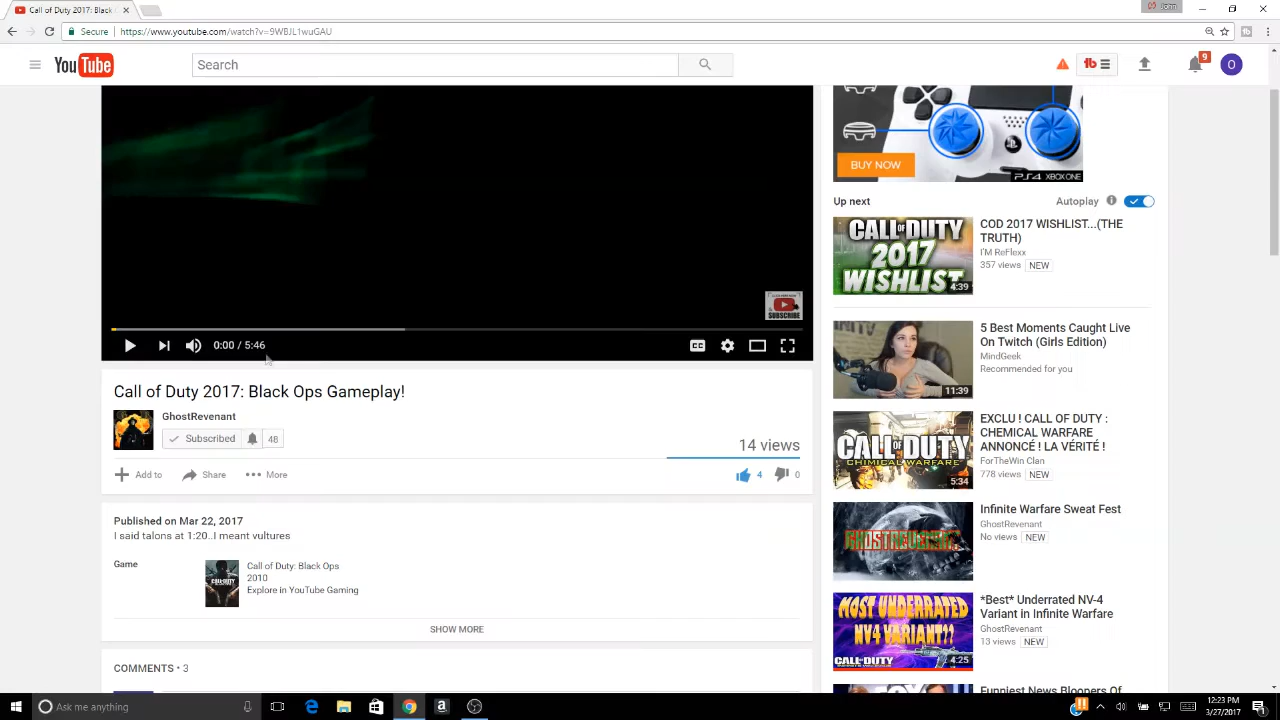 Call of Duty 2017: Black O
John
Secure
https://www.youtube.com/watch?v=9WBJL1wuGAU
YouTube
Search
tb
9
O
BUY NOW
PS4 XBOX ONE
Up next
Autoplay
COD 2017 WISHLIST...(THE
TRUTH)
I'M ReFlexx
357 views NEW
CALL OF DUTY
2017
WISHLIST
4:39
SUBSCRIBE
0:00 / 5:46
CC
5 Best Moments Caught Live
On Twitch (Girls Edition)
MindGeek
Recommended for you
11:39
Call of Duty 2017: Black Ops Gameplay!
GhostRevenant
Subscribed 48
14 views
Add to
Share
More
4
0
EXCLU ! CALL OF DUTY :
CHEMICAL WARFARE
ANNONCÉ ! LA VÉRITÉ !
ForTheWin Clan
778 views NEW
CALL OF DUTY
CHIMICAL WARFARE
5:34
Published on Mar 22, 2017
I said talons at 1:20..I meant vultures
Game
Call of Duty: Black Ops
2010
Explore in YouTube Gaming
SHOW MORE
Infinite Warfare Sweat Fest
GhostRevenant
No views NEW
GHOSTREVENANT
*Best* Underrated NV-4
Variant in Infinite Warfare
GhostRevenant
13 views NEW
MOST UNDERRATED
NV4 VARIANT??
CALL OF DUTY
4:25
COMMENTS • 3
Funniest News Bloopers Of
Ask me anything
12:23 PM
3/27/2017